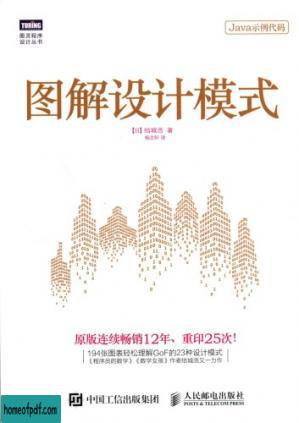 TURING
图灵程序
设计丛书
Java示例代码
图解设计模式
【日】结城浩 著
杨文轩 译
原版连续畅销12年、重印25次！
194张图表轻松理解GoF的23种设计模式
《程序员的数学》《数学女孩》作者结城浩又一力作
中国工信出版集团
人民邮电出版社
POSTS & TELECOM PRESS
homeofpdf.com
homeofpdf.com